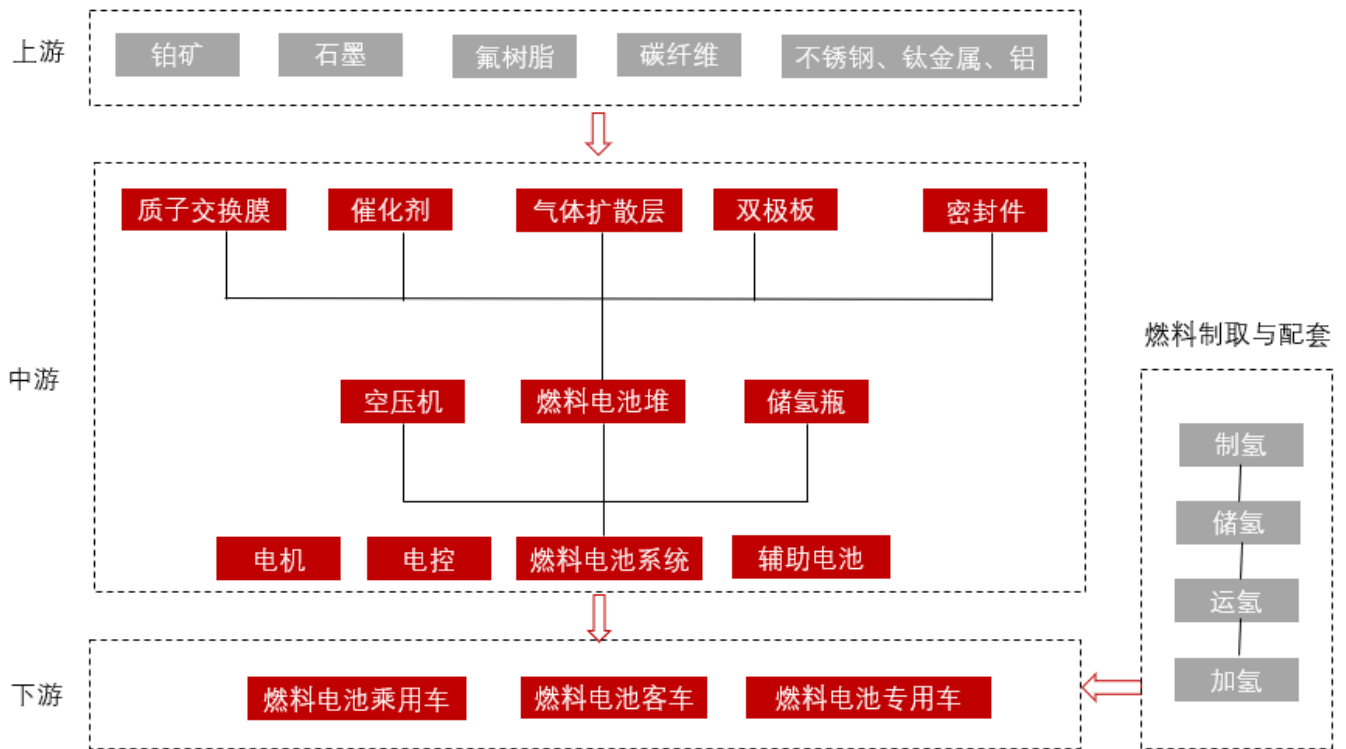 上游
铂矿
石墨
氟树脂
碳纤维
不锈钢、钛金属、铝
中游
质子交换膜
催化剂
气体扩散层
双极板
密封件
空压机
燃料电池堆
储氢瓶
电机
电控
燃料电池系统
辅助电池
下游
燃料电池乘用车
燃料电池客车
燃料电池专用车
燃料制取与配套
制氢
储氢
运氢
加氢